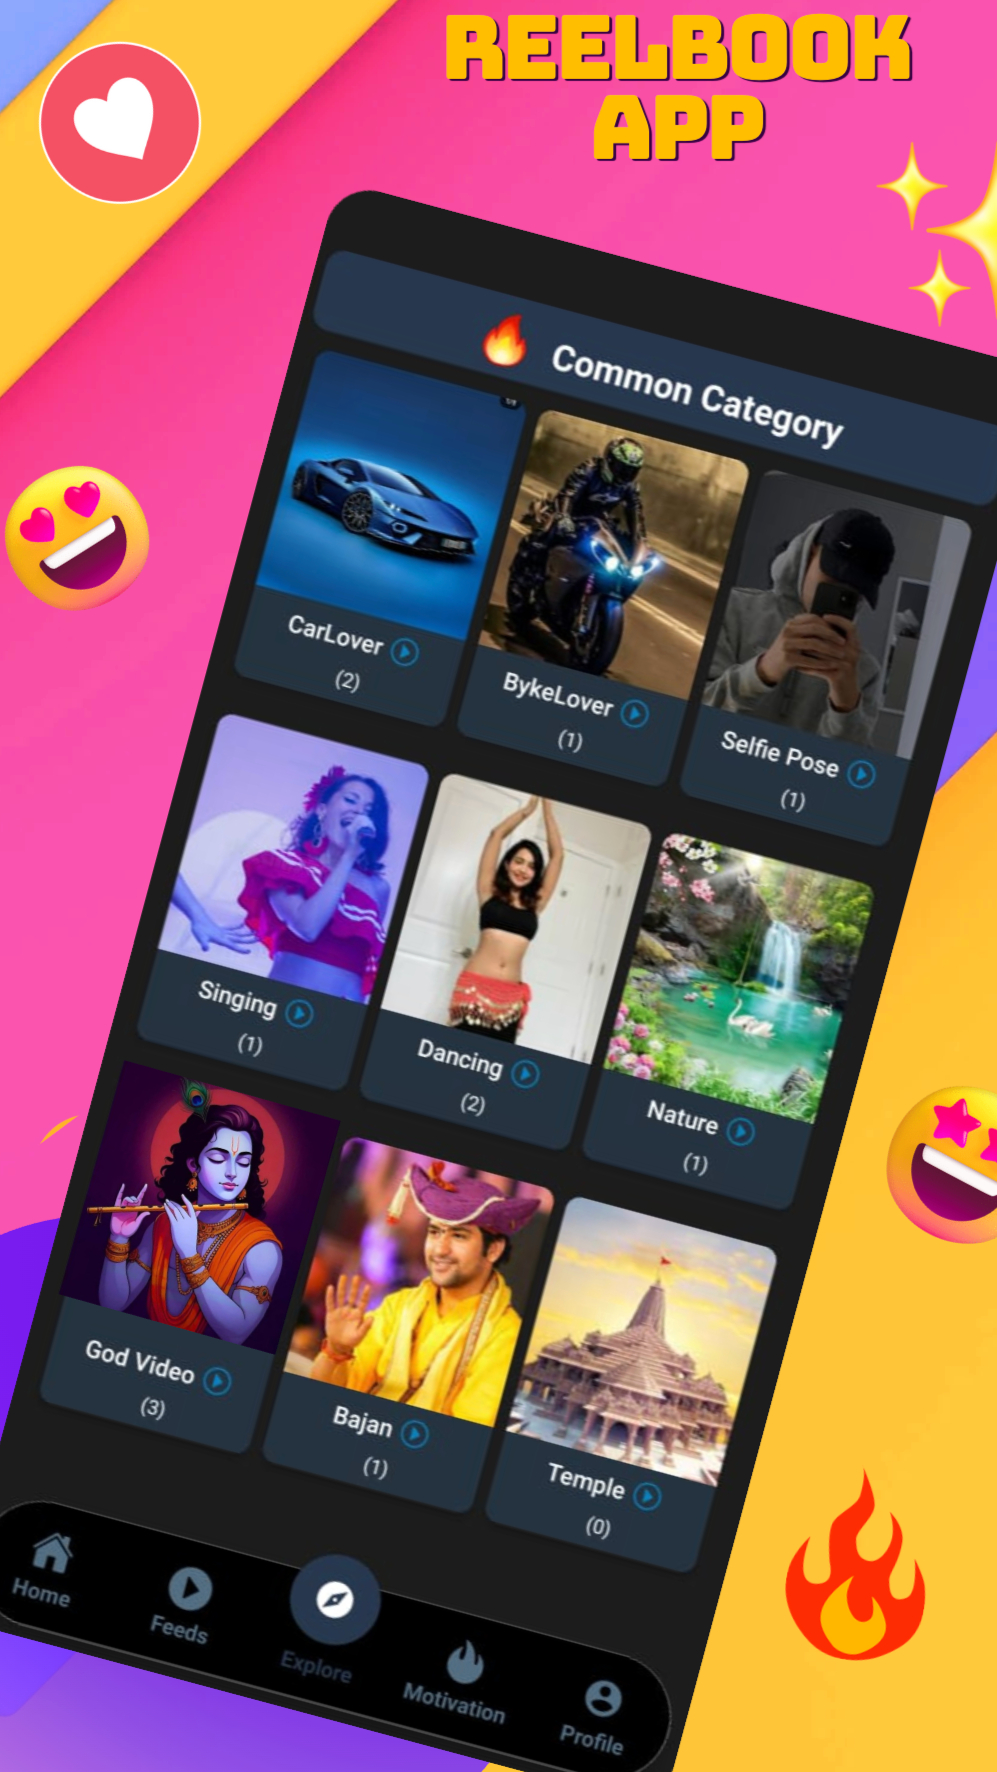 REELBOOK
APP
Common Category
CarLover
(2)
BykeLover
(1)
Selfie Pose
(1)
Singing
(1)
Dancing
(2)
Nature
(1)
God Video
(3)
Bajan
(1)
Temple
(0)
Home
Feeds
Explore
Motivation
Profile